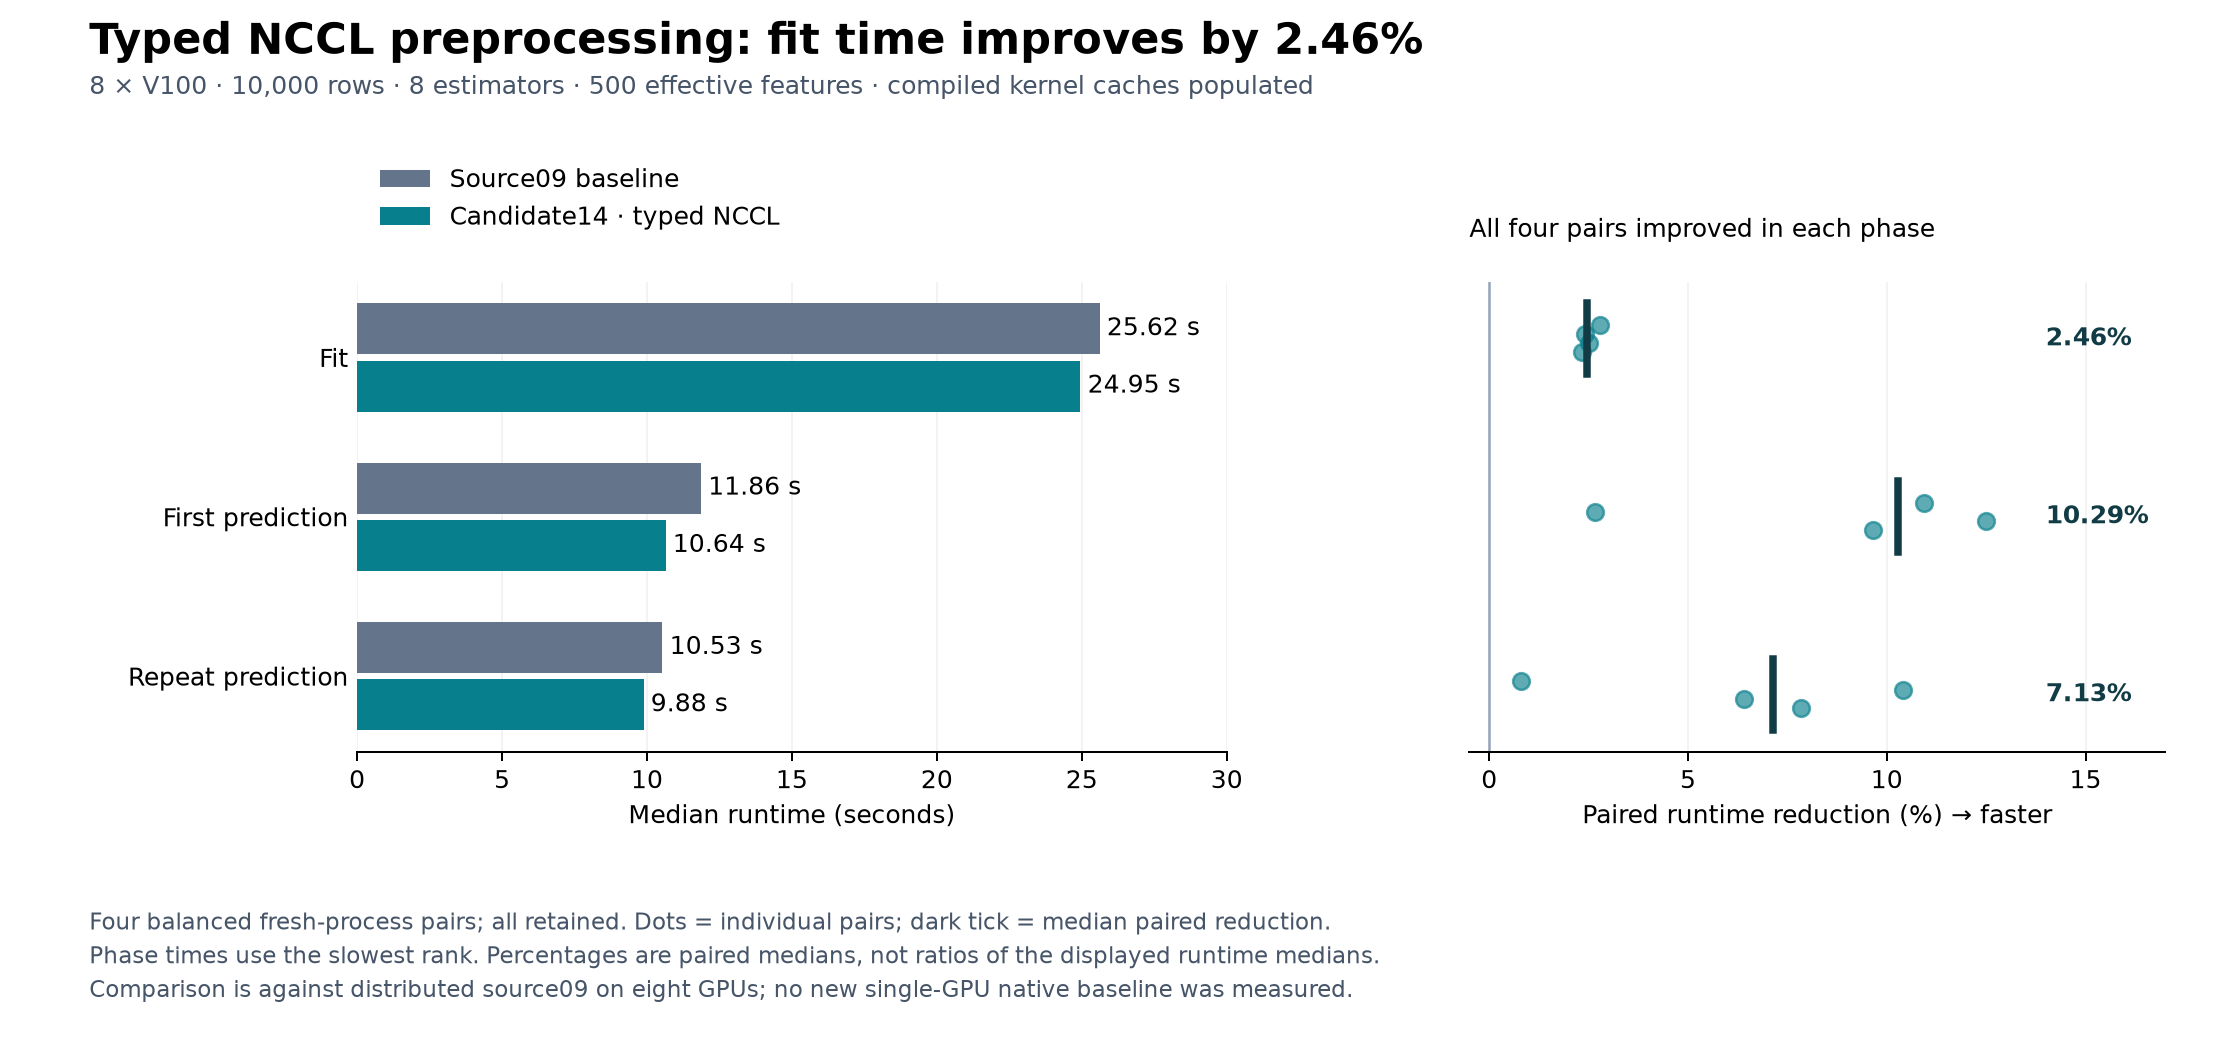 Typed NCCL preprocessing: fit time improves by 2.46%
8 × V100 · 10,000 rows · 8 estimators · 500 effective features · compiled kernel caches populated
Source09 baseline
Candidate14 · typed NCCL
Fit
25.62 s
24.95 s
First prediction
11.86 s
10.64 s
Repeat prediction
10.53 s
9.88 s
0 5 10 15 20 25 30
Median runtime (seconds)
All four pairs improved in each phase
2.46%
10.29%
7.13%
0 5 10 15
Paired runtime reduction (%) → faster
Four balanced fresh-process pairs; all retained. Dots = individual pairs; dark tick = median paired reduction.
Phase times use the slowest rank. Percentages are paired medians, not ratios of the displayed runtime medians.
Comparison is against distributed source09 on eight GPUs; no new single-GPU native baseline was measured.